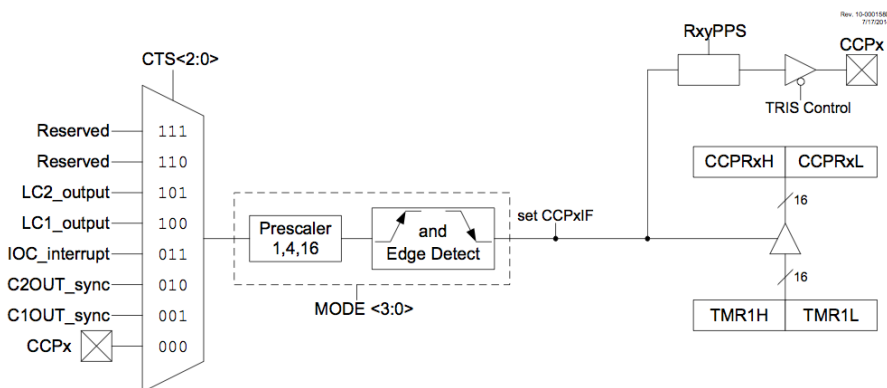 Rev. 10-000158
7/17/201
RxyPPS
CCPx
CTS<2:0>
TRIS Control
Reserved 111
Reserved 110
LC2_output 101
LC1_output 100
IOC_interrupt 011
C2OUT_sync 010
C1OUT_sync 001
CCPx 000
Prescaler
1,4,16
and
Edge Detect
MODE <3:0>
set CCPxIF
CCPRxH CCPRxL
16
16
TMR1H TMR1L